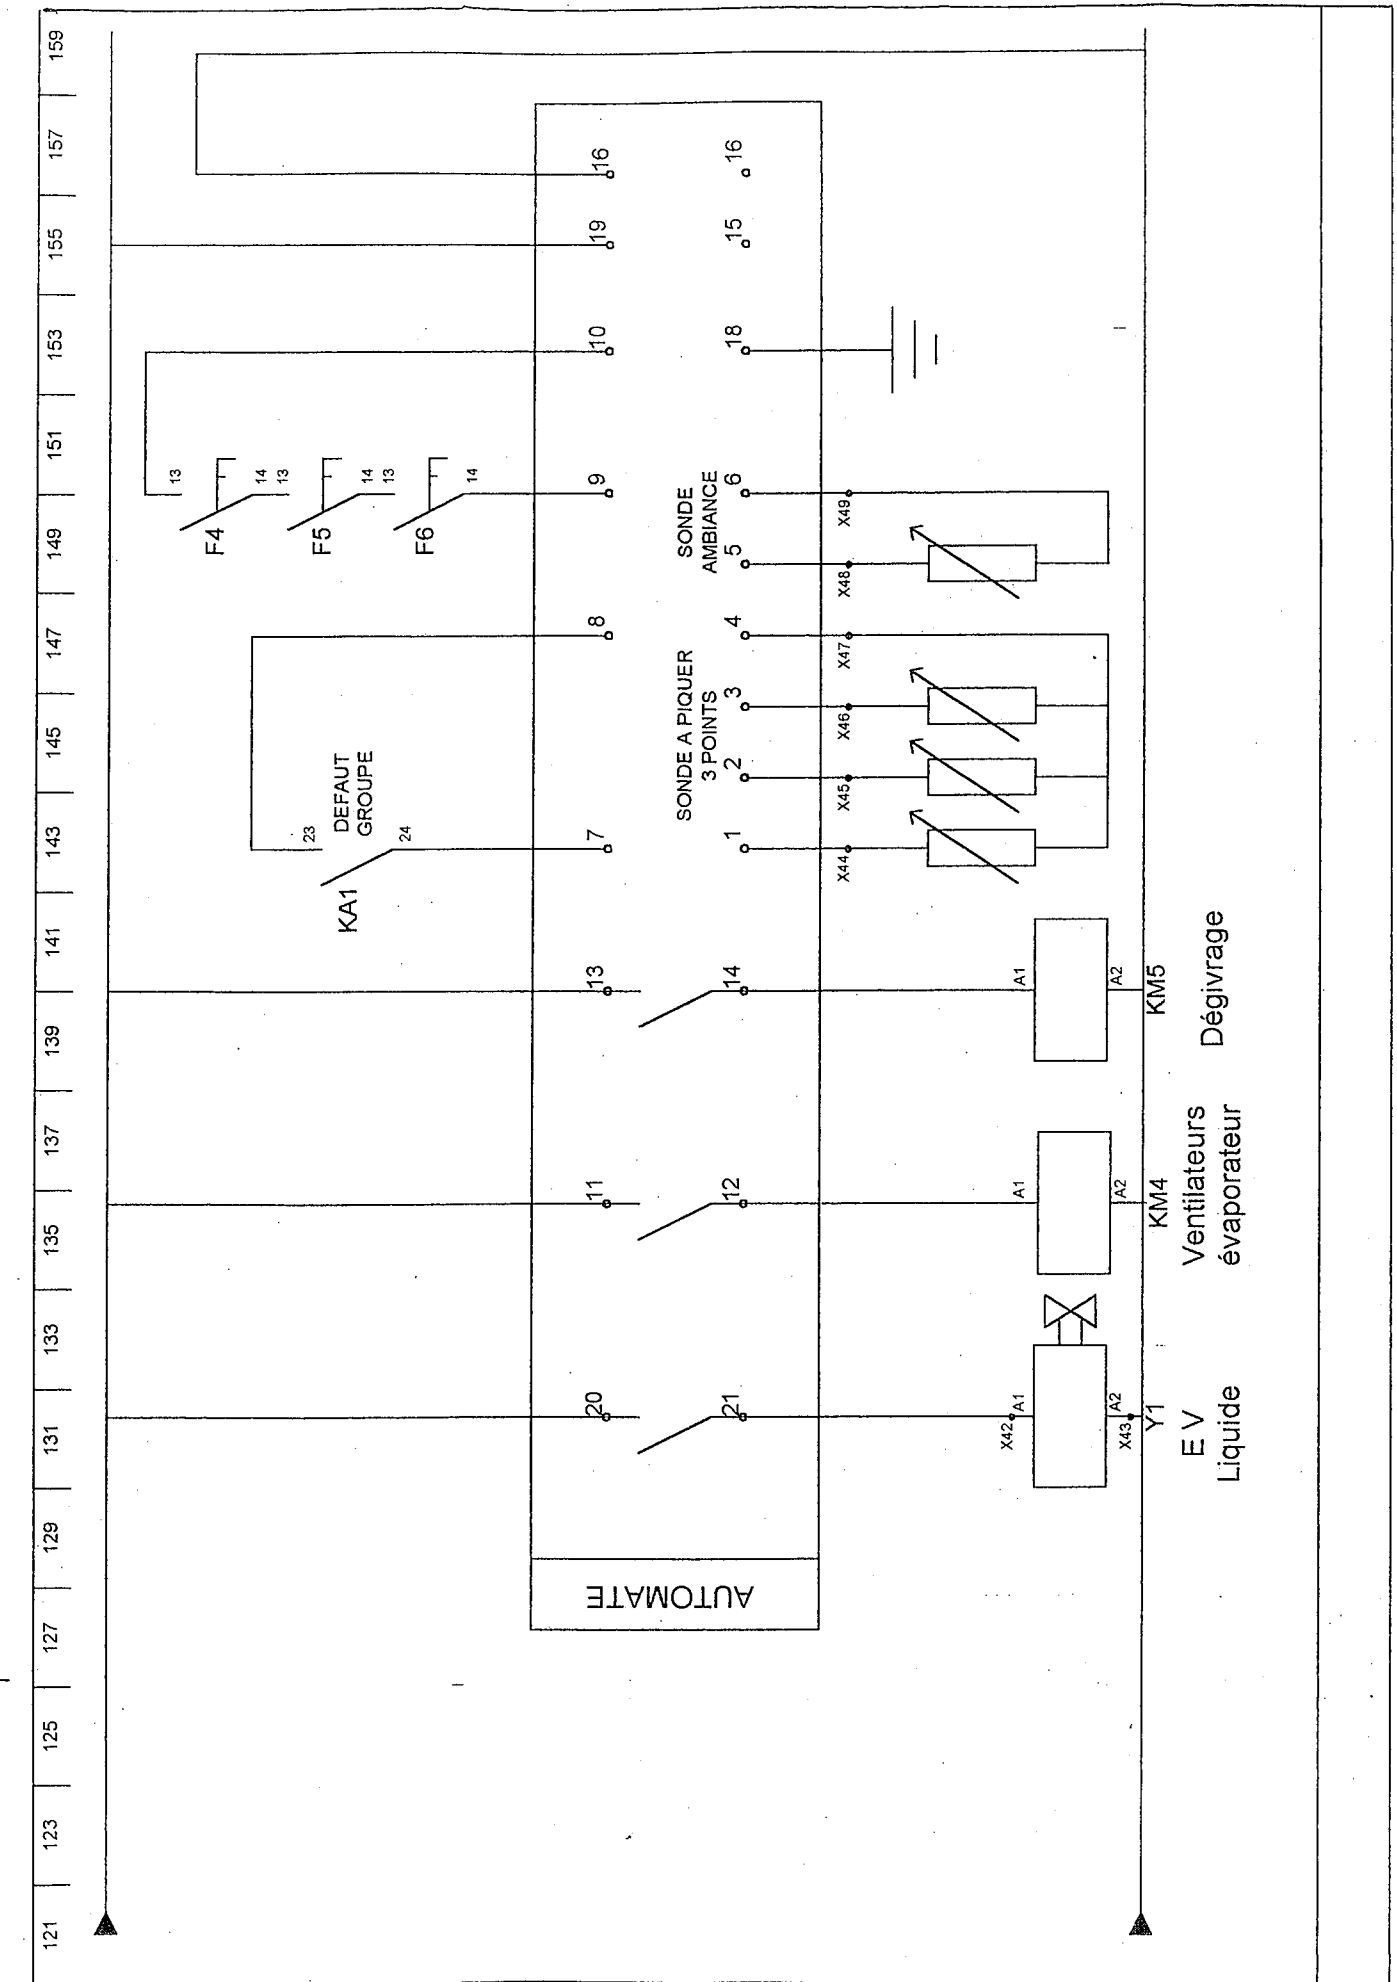 121
123
125
127
129
131
133
135
137
139
141
143
145
147
149
151
153
155
157
159
AUTOMATE
20
21
X42
A1
A2
X43
Y1
E V
Liquide
11
12
A1
A2
KM4
Ventilateurs
évaporateur
13
14
A1
A2
KM5
Dégivrage
KA1
23
24
DEFAUT
GROUPE
7
8
F4
13
14
F5
13
14
F6
13
14
9
10
19
16
SONDE A PIQUER
3 POINTS
1
2
3
4
SONDE
AMBIANCE
5
6
18
15
16
X44
X45
X46
X47
X48
X49